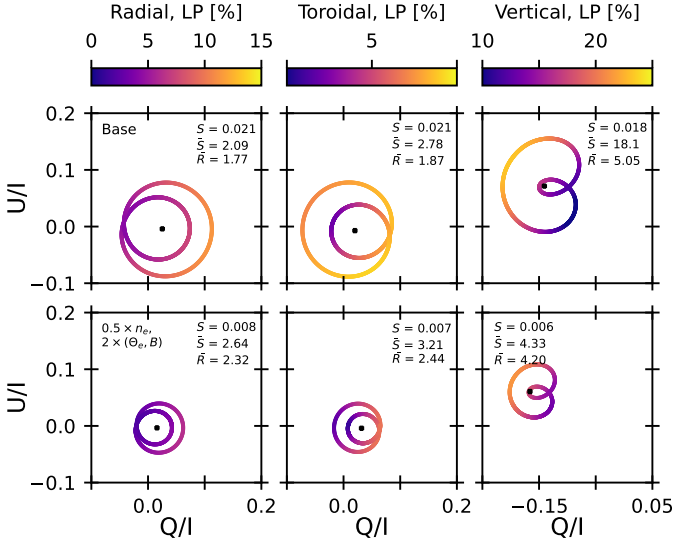 Radial, LP [%] Toroidal, LP [%] Vertical, LP [%]
0 5 10 15 5 10 20
0.2
Base
S = 0.021
S̄ = 2.09
R̄ = 1.77
S = 0.021
S̄ = 2.78
R̄ = 1.87
S = 0.018
S̄ = 18.1
R̄ = 5.05
0.1
U/I
0.0
−0.1
0.2
0.5 × nₑ,
2 × (Θₑ, B)
S = 0.008
S̄ = 2.64
R̄ = 2.32
S = 0.007
S̄ = 3.21
R̄ = 2.44
S = 0.006
S̄ = 4.33
R̄ = 4.20
0.1
U/I
0.0
−0.1
0.0 0.2 0.0 0.2 −0.15 0.05
Q/I Q/I Q/I